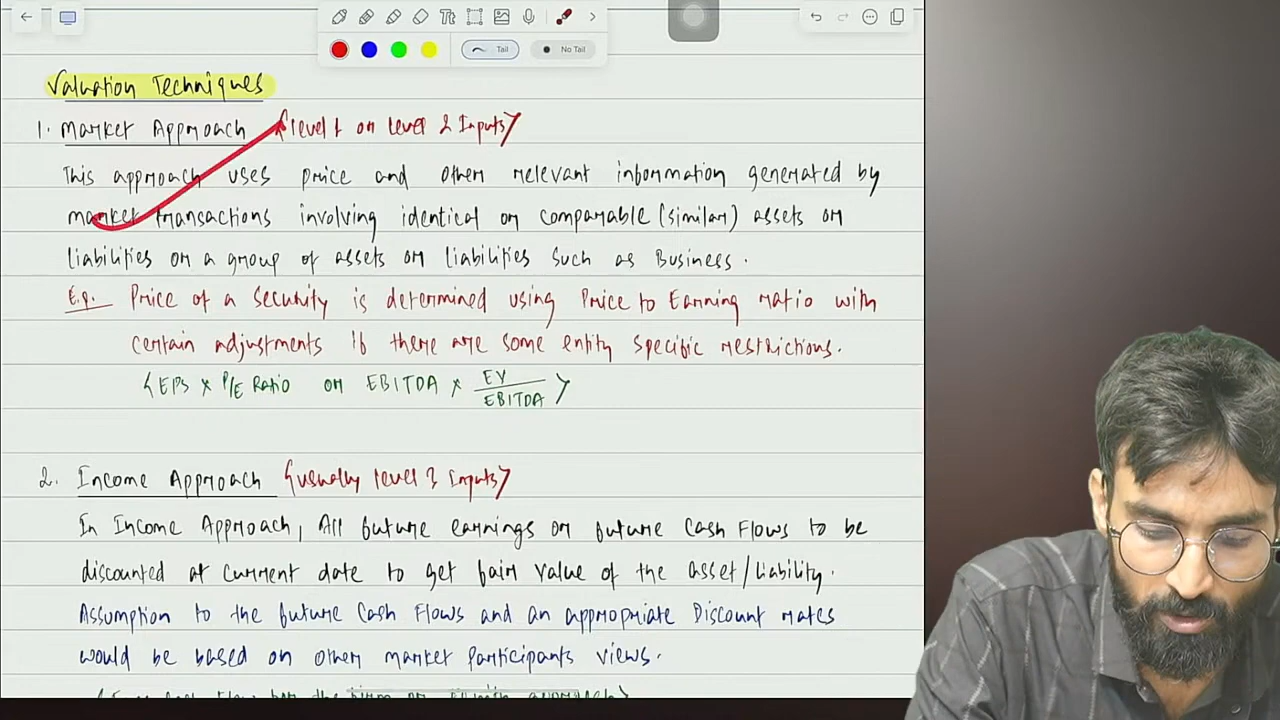 Valuation Techniques
1. Market Approach {level 1 or Level 2 Inputs}
This approach uses price and other relevant information generated by
market transactions involving identical or comparable (similar) assets or
liabilities or a group of assets or liabilities such as Business.
E.g. Price of a Security is determined using Price to Earning ratio with
certain adjustments if there are some entity specific restrictions.
{EPS x P/E Ratio or EBITDA x EV/EBITDA}
2. Income Approach {usually level 3 Inputs}
In Income Approach, All future earnings or future Cash Flows to be
discounted at current date to get fair value of the asset/liability.
Assumption to the future Cash Flows and an appropriate Discount rates
would be based on other market participants views.
Tt
Tail
No Tail